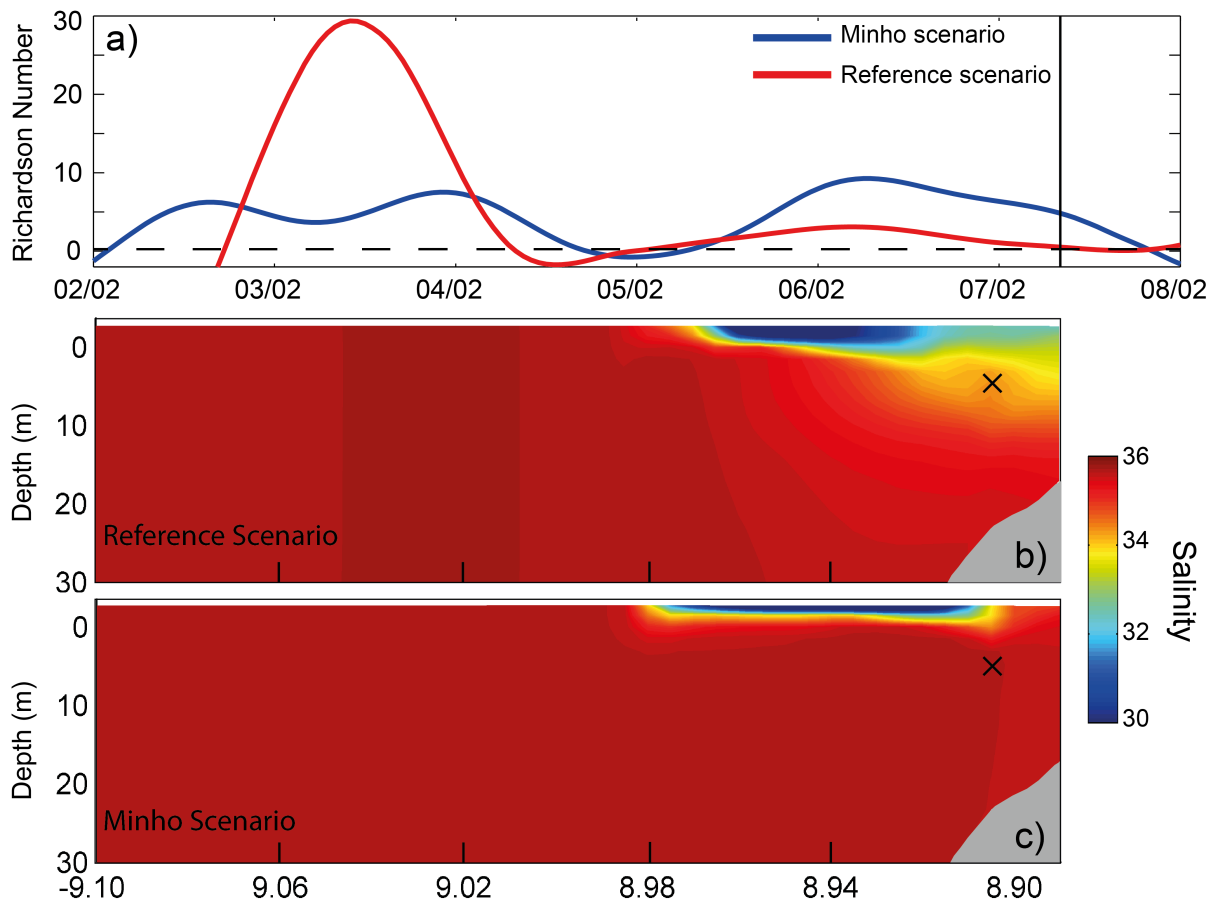 a)
Minho scenario
Reference scenario
Richardson Number
30
20
10
0
02/02 03/02 04/02 05/02 06/02 07/02 08/02
Depth (m)
0
10
20
30
Reference Scenario
b)
Depth (m)
0
10
20
30
Minho Scenario
c)
-9.10 9.06 9.02 8.98 8.94 8.90
36
34
32
30
Salinity